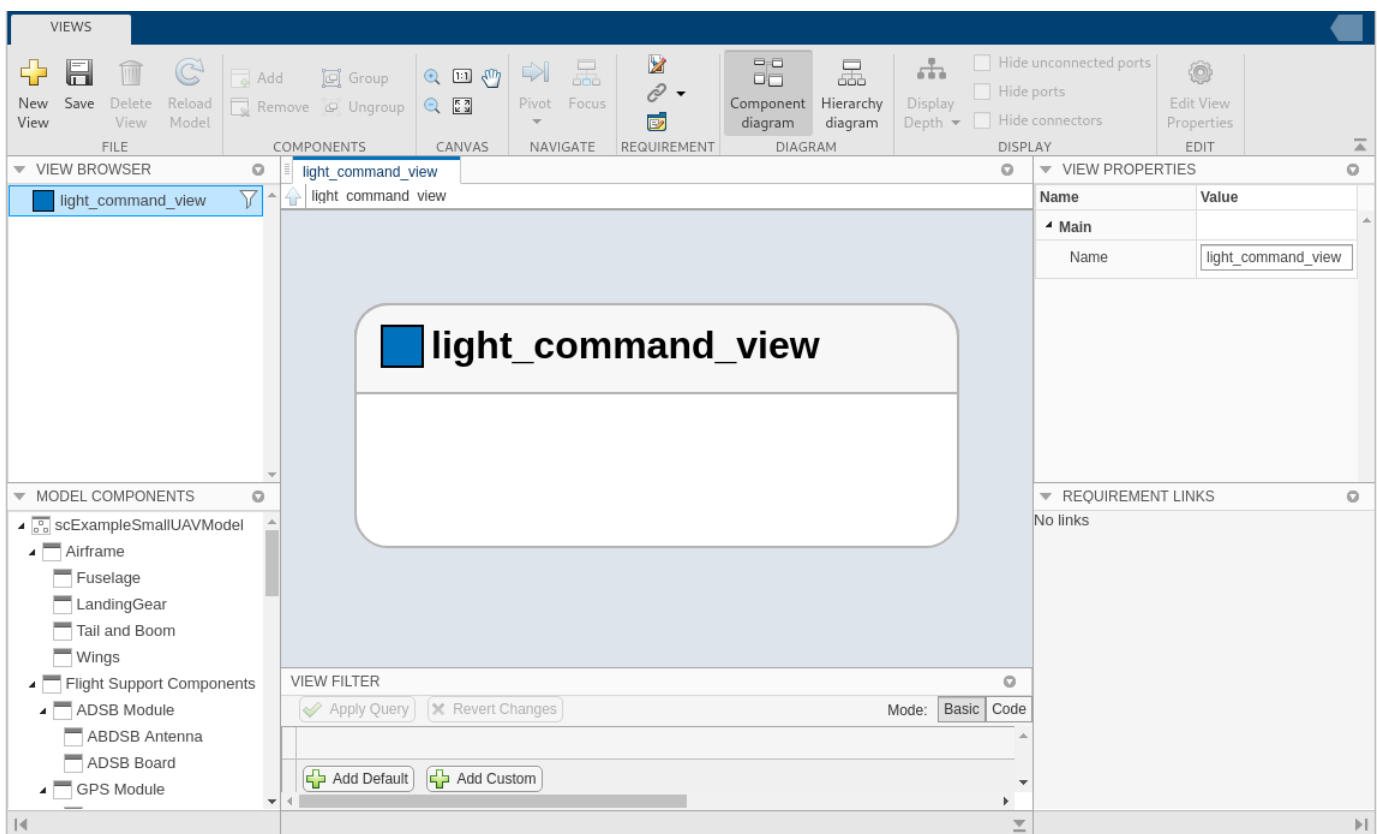 VIEWS
New View
Save
Delete View
Reload Model
Add
Remove
Group
Ungroup
1:1
Pivot
Focus
Component diagram
Hierarchy diagram
Display Depth
Hide unconnected ports
Hide ports
Hide connectors
Edit View Properties
FILE
COMPONENTS
CANVAS
NAVIGATE
REQUIREMENT
DIAGRAM
DISPLAY
EDIT
VIEW BROWSER
light_command_view
light_command_view
light command view
light_command_view
VIEW PROPERTIES
Name Value
Main
Name light_command_view
MODEL COMPONENTS
scExampleSmallUAVModel
Airframe
Fuselage
LandingGear
Tail and Boom
Wings
Flight Support Components
ADSB Module
ABDSB Antenna
ADSB Board
GPS Module
VIEW FILTER
Apply Query
Revert Changes
Mode: Basic Code
Add Default
Add Custom
REQUIREMENT LINKS
No links